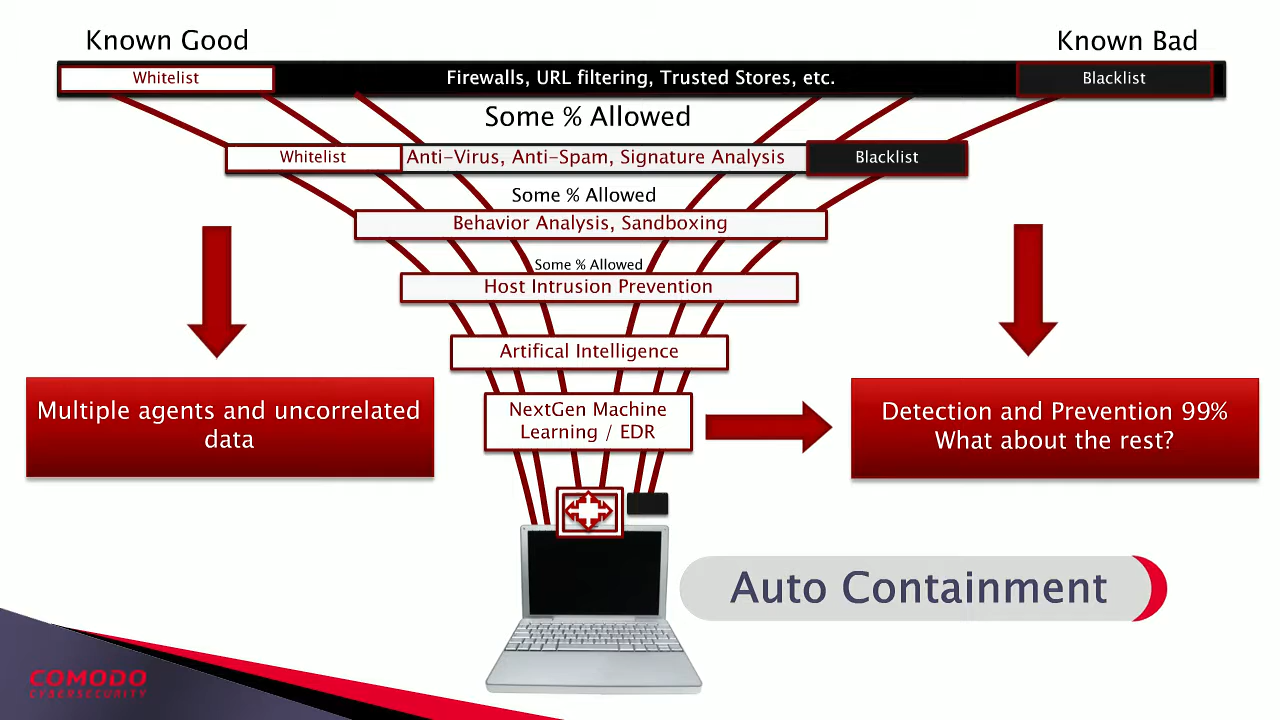 Known Good
Known Bad
Whitelist
Firewalls, URL filtering, Trusted Stores, etc.
Blacklist
Some % Allowed
Whitelist
Anti-Virus, Anti-Spam, Signature Analysis
Blacklist
Some % Allowed
Behavior Analysis, Sandboxing
Some % Allowed
Host Intrusion Prevention
Artifical Intelligence
NextGen Machine
Learning / EDR
Multiple agents and uncorrelated
data
Detection and Prevention 99%
What about the rest?
Auto Containment
COMODO
CYBERSECURITY